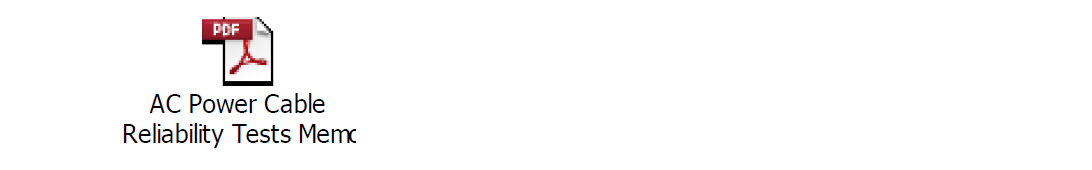 PDF
AC Power Cable
Reliability Tests Memo